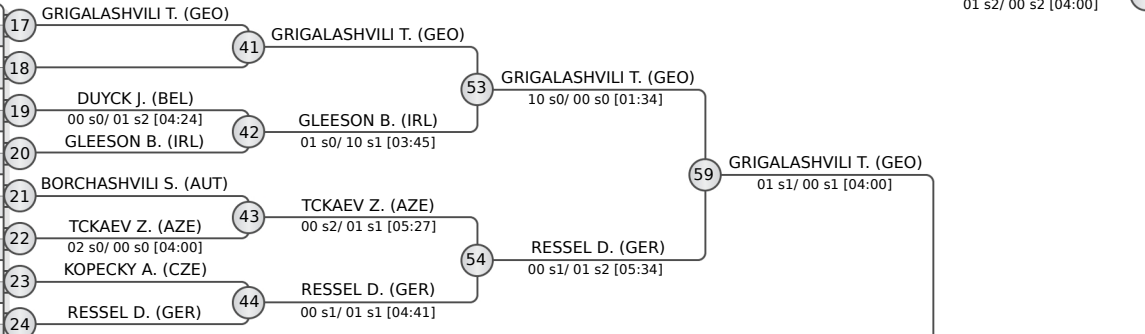 01 s2/ 00 s2 [04:00]
17
GRIGALASHVILI T. (GEO)
41
GRIGALASHVILI T. (GEO)
18
53
GRIGALASHVILI T. (GEO)
10 s0/ 00 s0 [01:34]
19
DUYCK J. (BEL)
00 s0/ 01 s2 [04:24]
42
GLEESON B. (IRL)
01 s0/ 10 s1 [03:45]
20
GLEESON B. (IRL)
59
GRIGALASHVILI T. (GEO)
01 s1/ 00 s1 [04:00]
21
BORCHASHVILI S. (AUT)
43
TCKAEV Z. (AZE)
00 s2/ 01 s1 [05:27]
22
TCKAEV Z. (AZE)
02 s0/ 00 s0 [04:00]
54
RESSEL D. (GER)
00 s1/ 01 s2 [05:34]
23
KOPECKY A. (CZE)
44
RESSEL D. (GER)
00 s1/ 01 s1 [04:41]
24
RESSEL D. (GER)